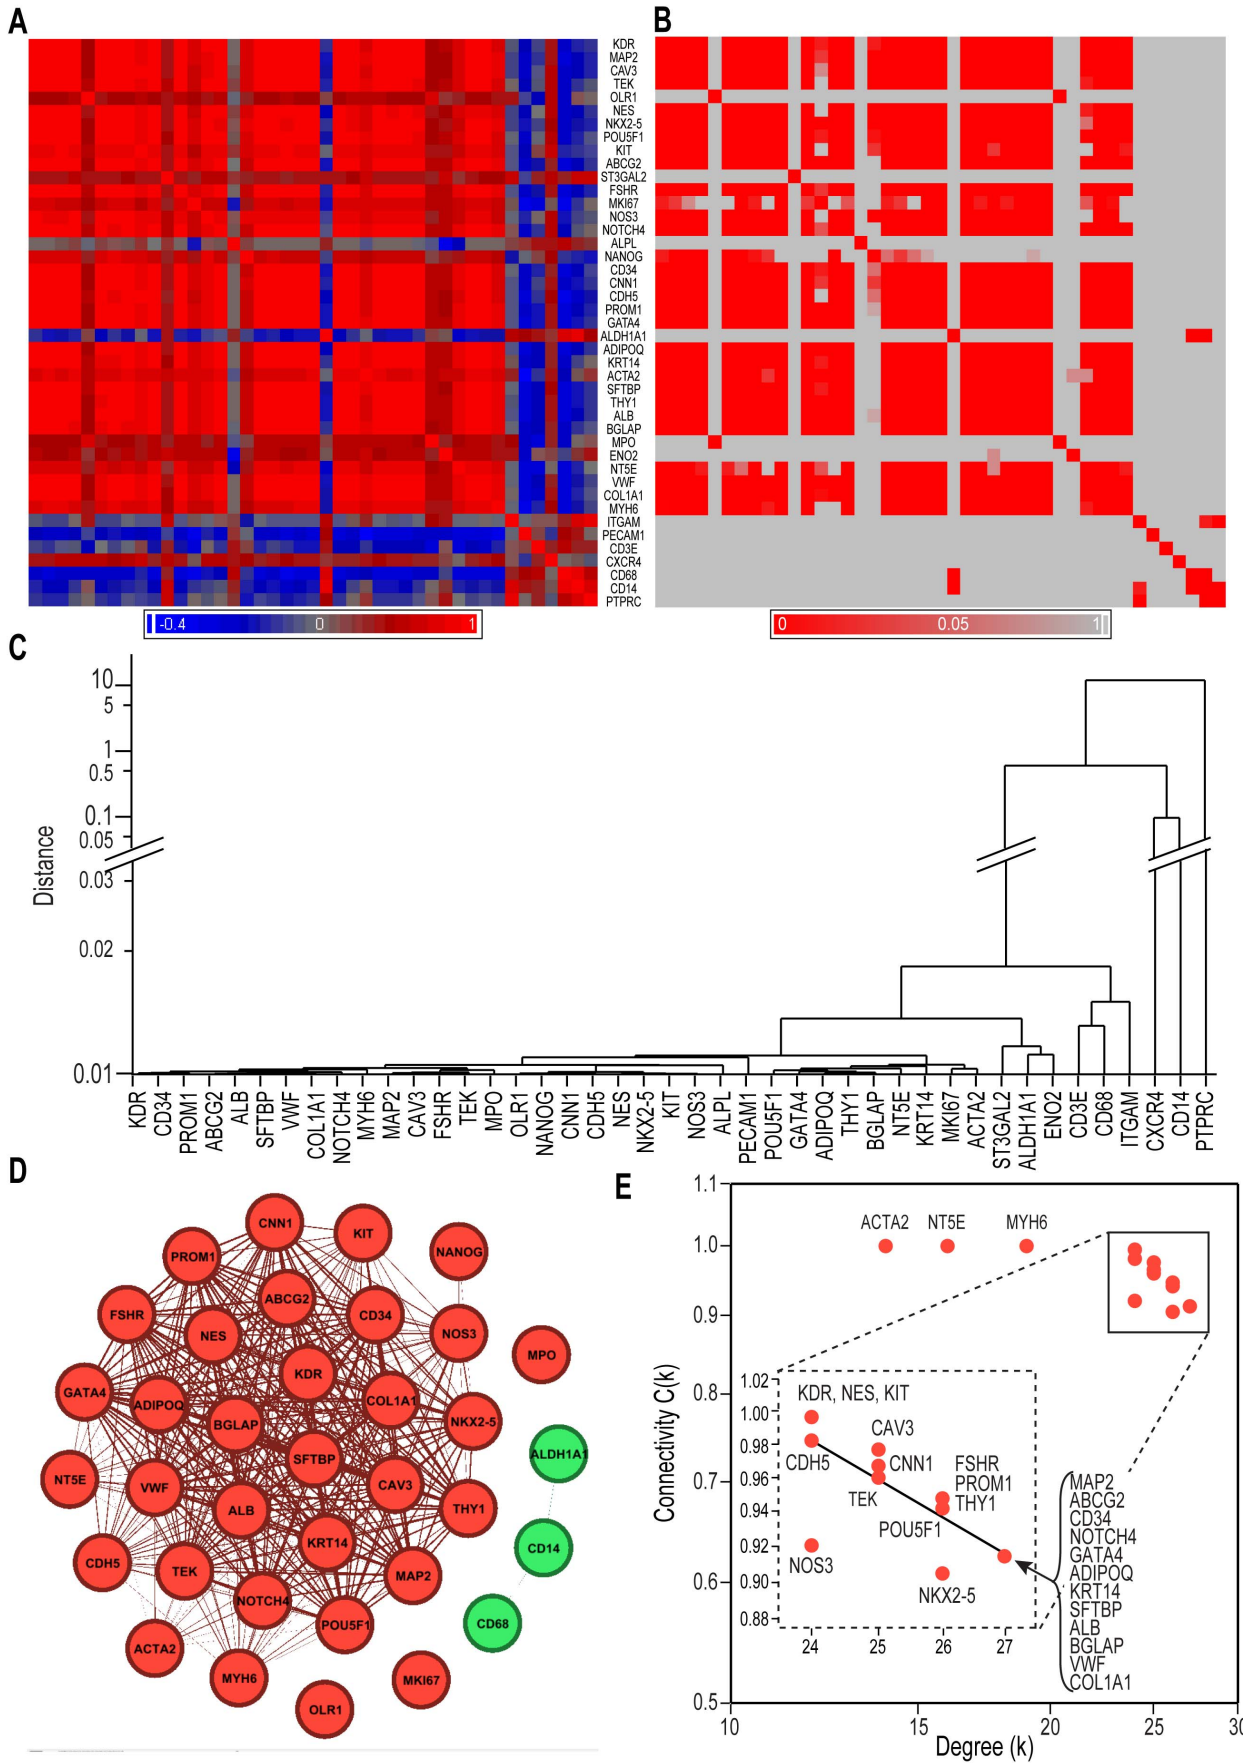 A
B
KDR
MAP2
CAV3
TEK
OLR1
NES
NKX2-5
POU5F1
KIT
ABCG2
ST3GAL2
FSHR
MKI67
NOS3
NOTCH4
ALPL
NANOG
CD34
CNN1
CDH5
PROM1
GATA4
ALDH1A1
ADIPOQ
KRT14
ACTA2
SFTBP
THY1
ALB
BGLAP
MPO
ENO2
NT5E
VWF
COL1A1
MYH6
ITGAM
PECAM1
CD3E
CXCR4
CD68
CD14
PTPRC
-0.4 0 1
0 0.05 1
C
Distance
10
5
1
0.5
0.1
0.05
0.03
0.02
0.01
KDR
CD34
PROM1
ABCG2
ALB
SFTBP
VWF
COL1A1
NOTCH4
MYH6
MAP2
CAV3
FSHR
TEK
MPO
OLR1
NANOG
CNN1
CDH5
NES
NKX2-5
KIT
NOS3
ALPL
PECAM1
POU5F1
GATA4
ADIPOQ
THY1
BGLAP
NT5E
KRT14
MKI67
ACTA2
ST3GAL2
ALDH1A1
ENO2
CD3E
CD68
ITGAM
CXCR4
CD14
PTPRC
D
CNN1
KIT
PROM1
NANOG
ABCG2
FSHR
CD34
NES
NOS3
MPO
KDR
GATA4
ADIPOQ
COL1A1
BGLAP
NKX2-5
ALDH1A1
SFTBP
NT5E
VWF
CAV3
ALB
THY1
KRT14
CD14
CDH5
TEK
MAP2
NOTCH4
POU5F1
CD68
ACTA2
MYH6
MKI67
OLR1
E
Connectivity C(k)
1.1
1.0
0.9
0.8
0.7
0.6
0.5
ACTA2 NT5E MYH6
1.02
1.00
0.98
0.96
0.94
0.92
0.90
0.88
KDR, NES, KIT
CAV3
CDH5
CNN1
TEK
FSHR
PROM1
THY1
POU5F1
NOS3
NKX2-5
24 25 26 27
MAP2
ABCG2
CD34
NOTCH4
GATA4
ADIPOQ
KRT14
SFTBP
ALB
BGLAP
VWF
COL1A1
10 15 20 25 30
Degree (k)